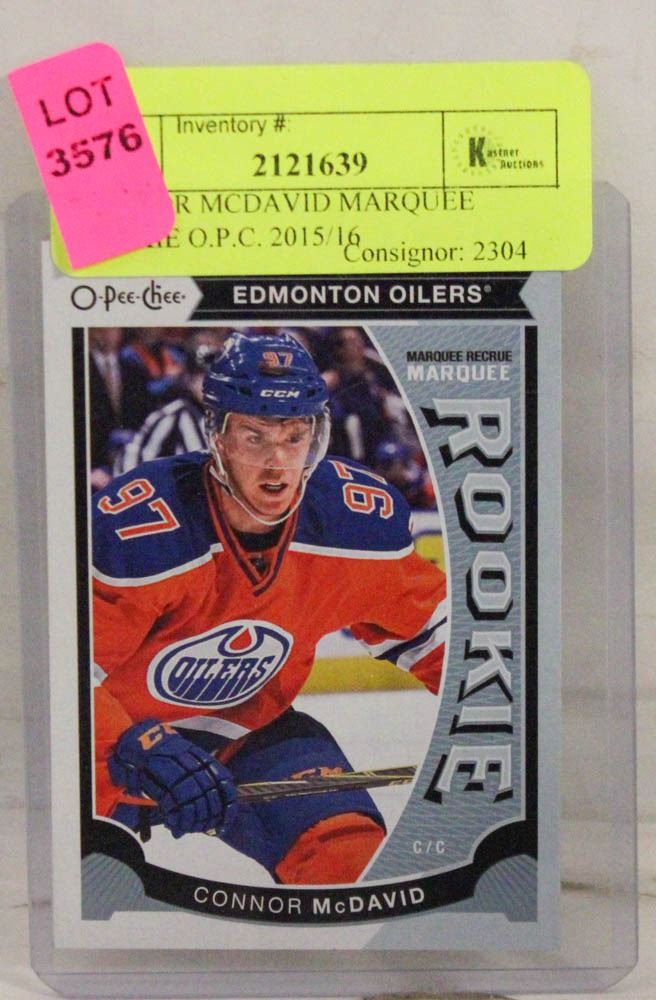 LOT
3576
Inventory #:
2121639
Kastner
Auctions
R MCDAVID MARQUEE
IE O.P.C. 2015/16
Consignor: 2304
O-Pee-Chee
EDMONTON OILERS®
MARQUEE RECRUE
MARQUEE
ROOKIE
97
CCM
97
97
OILERS
C/C
CONNOR McDAVID